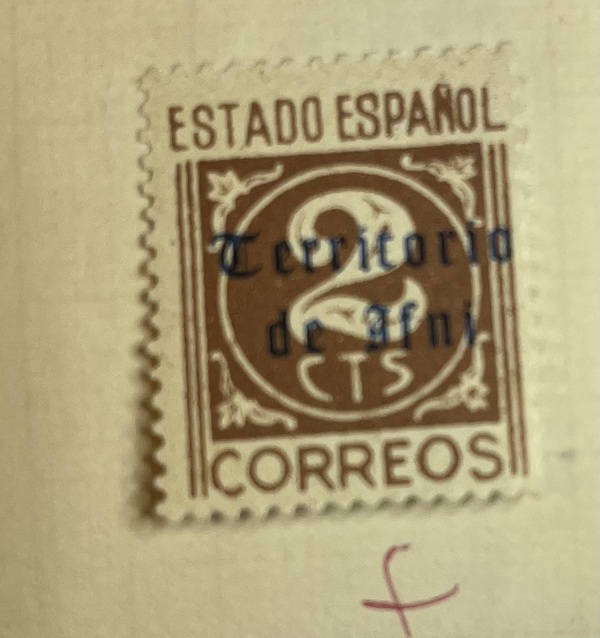 ESTADO ESPAÑOL
2
Territorio
de Ifni
CTS
CORREOS